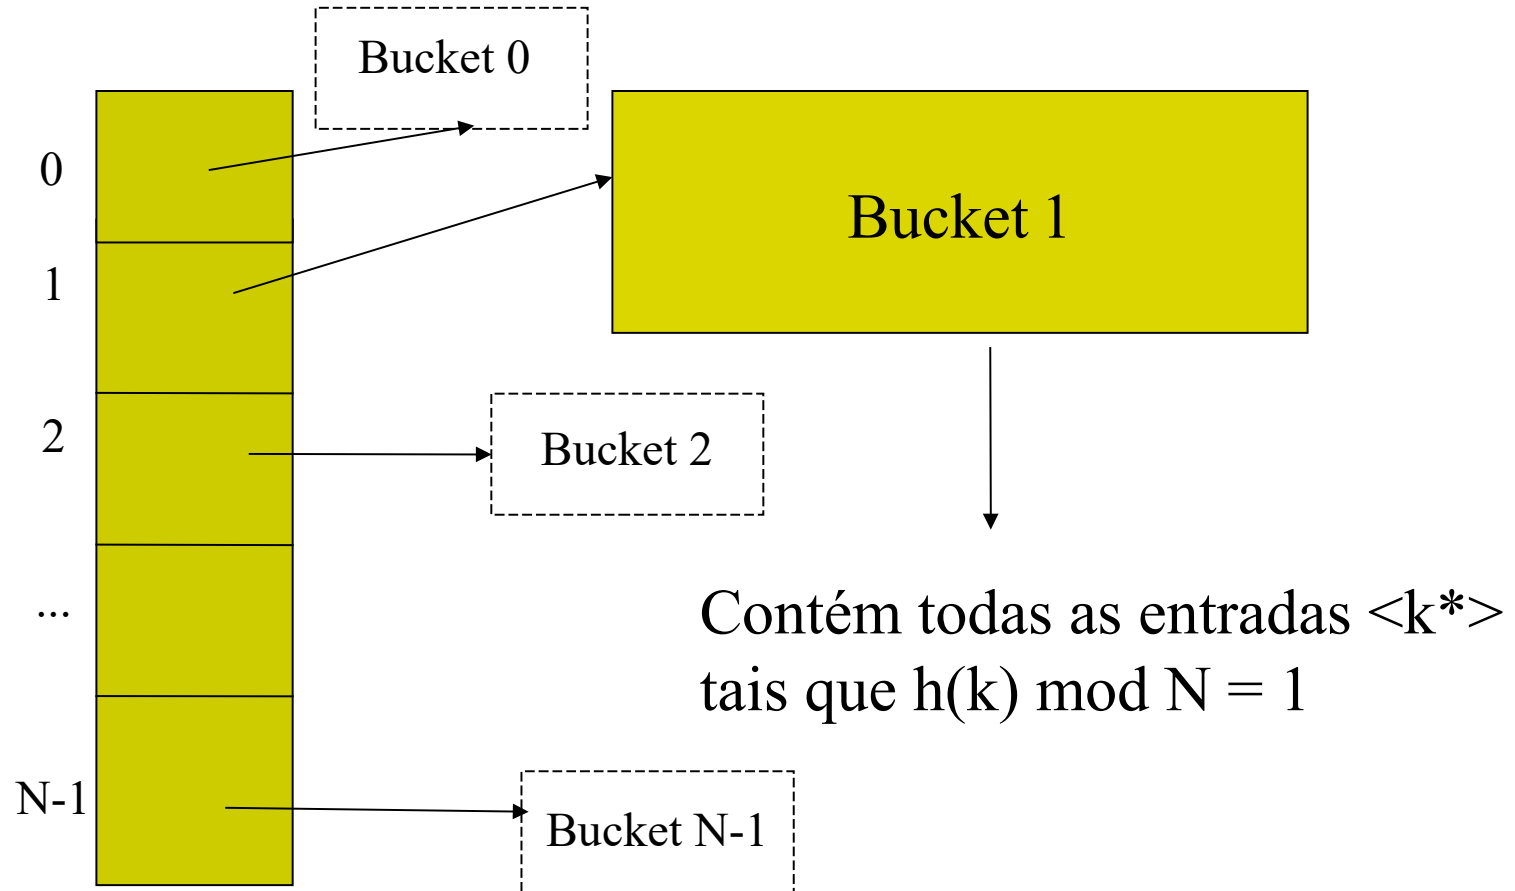 Bucket 0
0
Bucket 1
1
2
Bucket 2
...
Contém todas as entradas <k*>
tais que h(k) mod N = 1
N-1
Bucket N-1